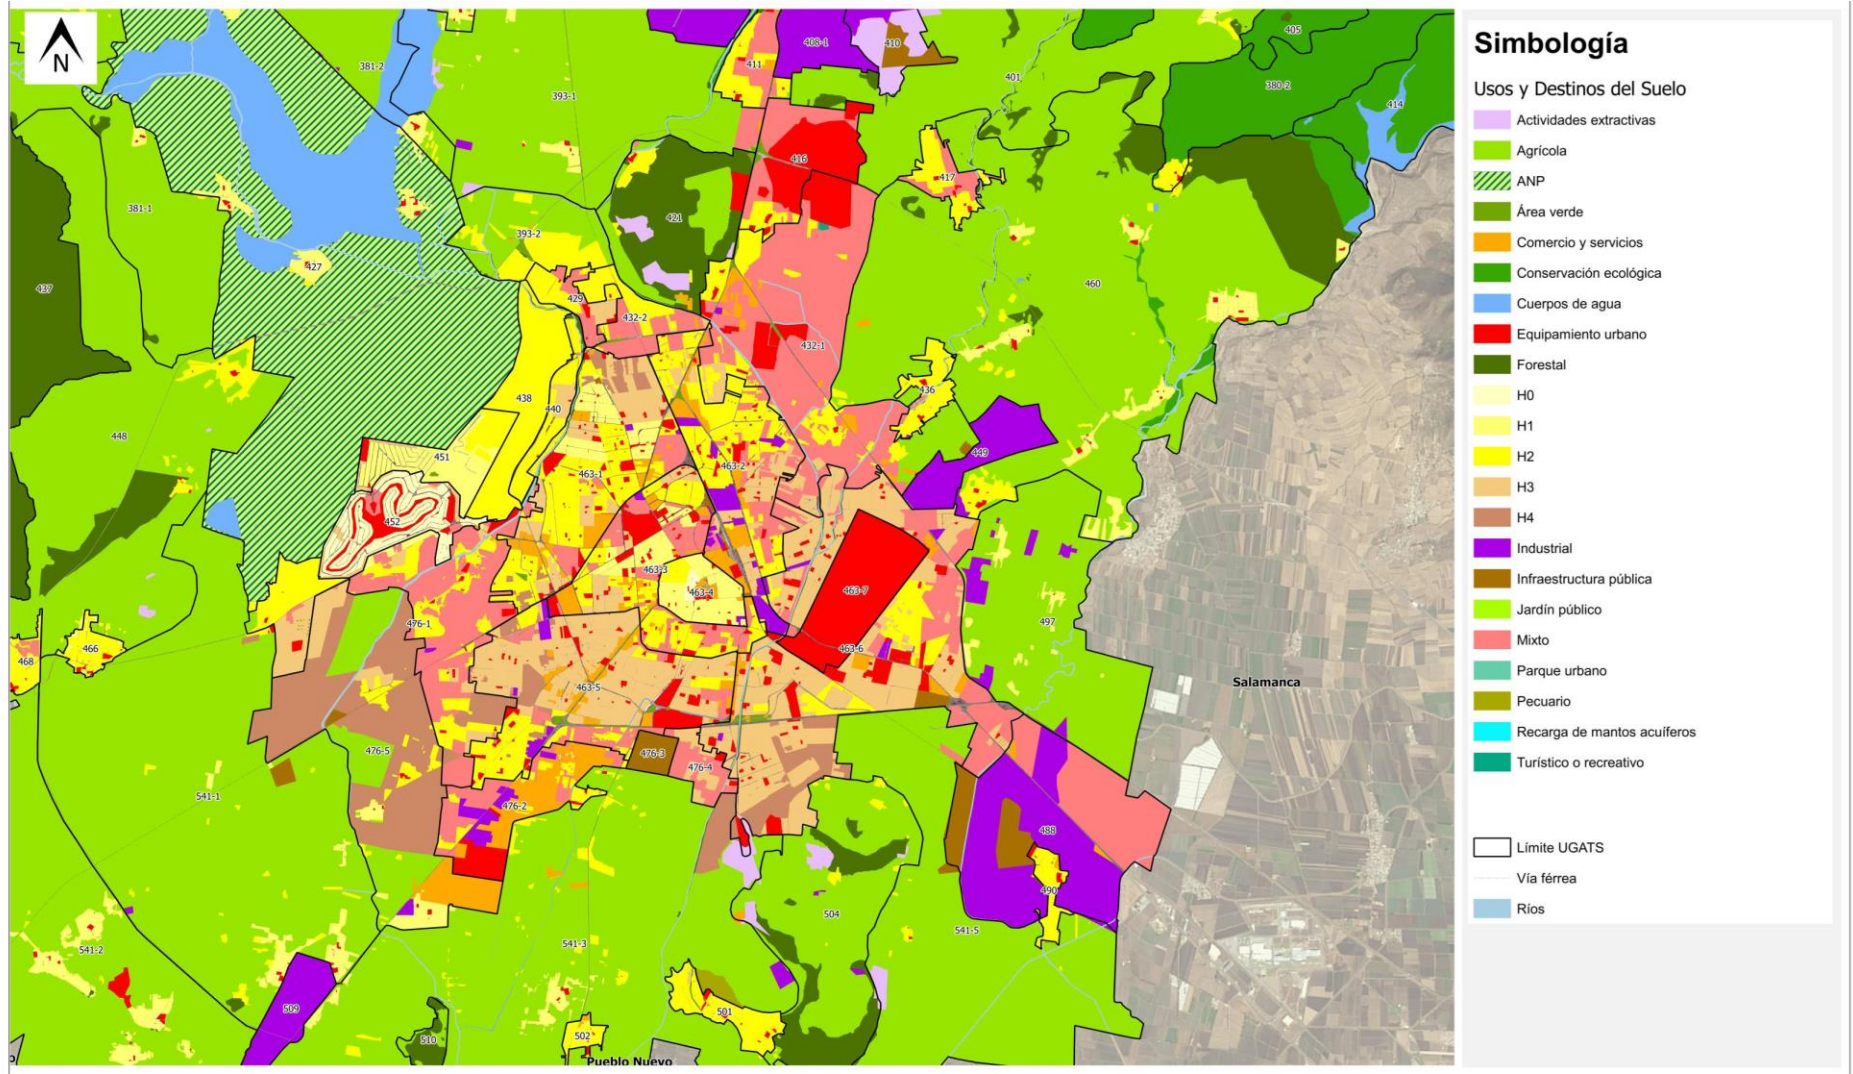 N
381-2
393-1
408-1
410
411
401
405
380-2
414
416
417
381-1
421
393-2
427
437
429
432-2
432-1
460
436
438
440
448
451
449
463-1
463-2
452
463-3
463-4
463-7
497
466
468
476-1
463-6
463-5
Salamanca
476-5
476-3
476-4
541-1
476-2
488
490
504
541-5
541-2
541-3
509
501
510
502
Pueblo Nuevo
Simbología
Usos y Destinos del Suelo
Actividades extractivas
Agrícola
ANP
Área verde
Comercio y servicios
Conservación ecológica
Cuerpos de agua
Equipamiento urbano
Forestal
H0
H1
H2
H3
H4
Industrial
Infraestructura pública
Jardín público
Mixto
Parque urbano
Pecuario
Recarga de mantos acuíferos
Turístico o recreativo
Límite UGATS
Vía férrea
Ríos